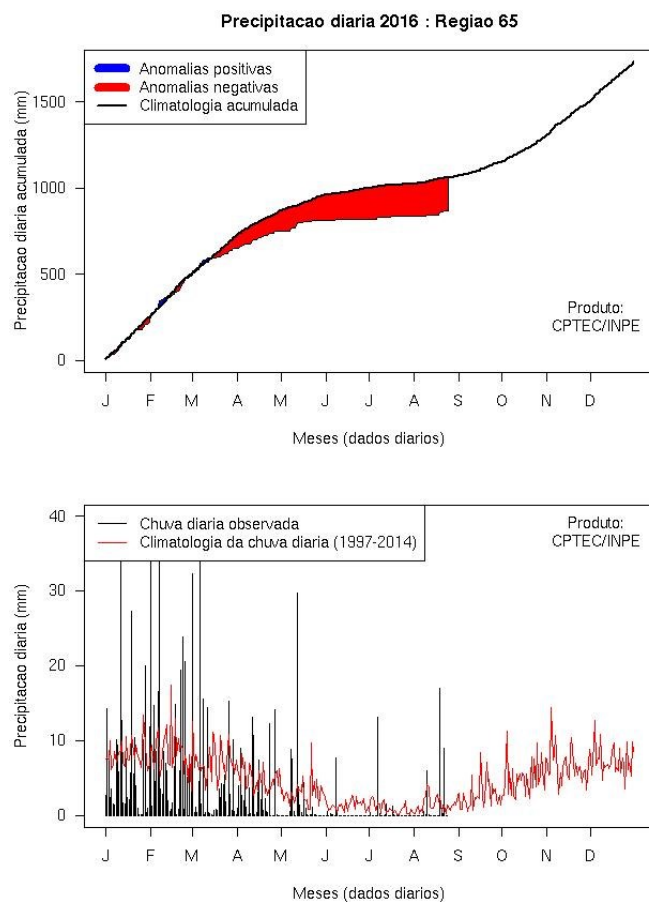 Precipitacao diaria 2016 : Regiao 65
Anomalias positivas
Anomalias negativas
Climatologia acumulada
Precipitacao diaria acumulada (mm)
1500
1000
500
0
Produto:
CPTEC/INPE
J F M A M J J A S O N D
Meses (dados diarios)
Chuva diaria observada
Climatologia da chuva diaria (1997-2014)
Produto:
CPTEC/INPE
Precipitacao diaria (mm)
40
30
20
10
0
J F M A M J J A S O N D
Meses (dados diarios)